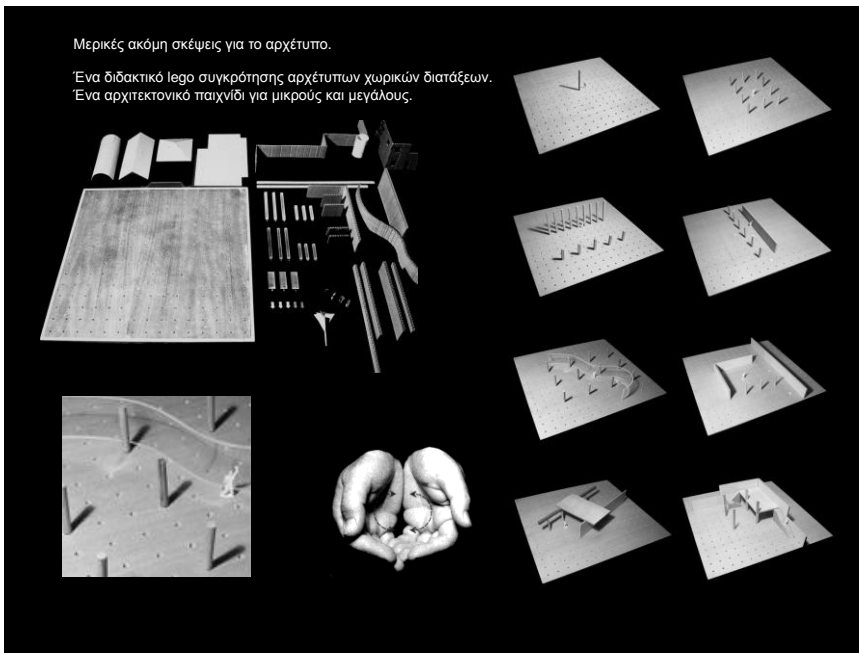 Μερικές ακόμη σκέψεις για το αρχέτυπο.
Ένα διδακτικό lego συγκρότησης αρχέτυπων χωρικών διατάξεων.
Ένα αρχιτεκτονικό παιχνίδι για μικρούς και μεγάλους.